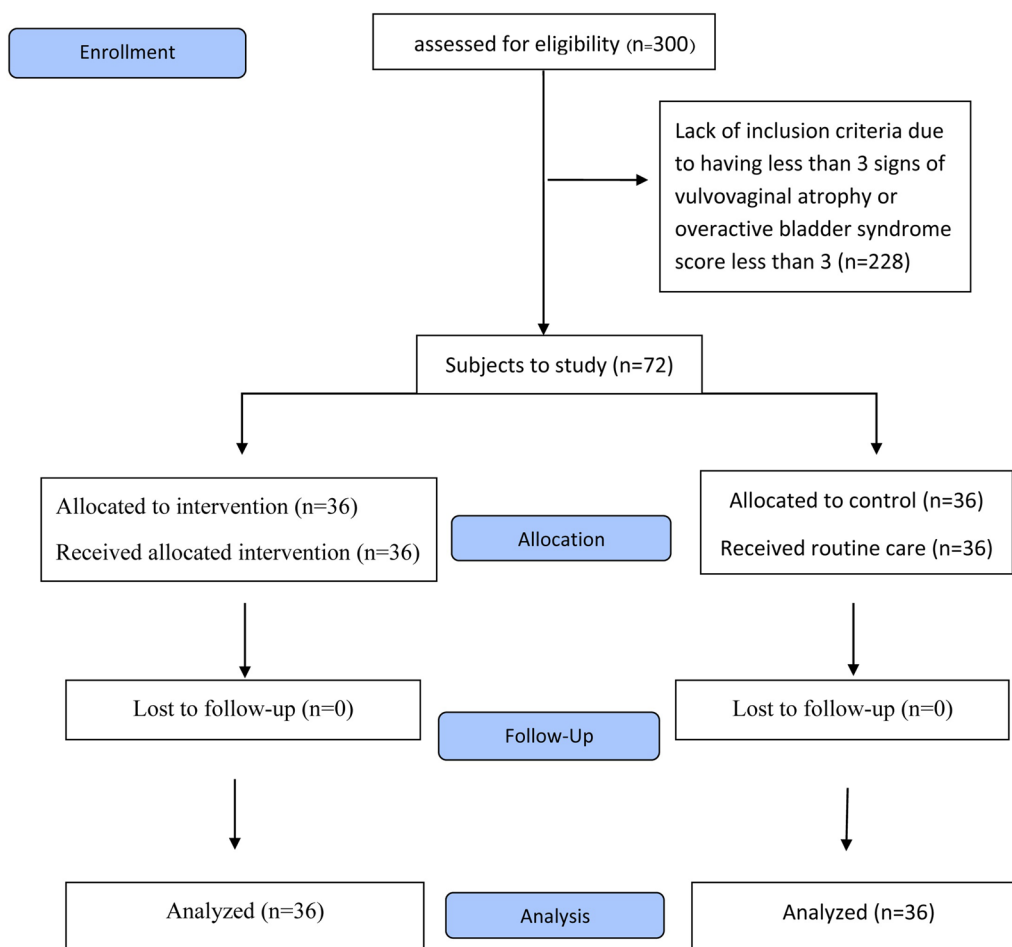 Enrollment
assessed for eligibility (n=300)
Lack of inclusion criteria due
to having less than 3 signs of
vulvovaginal atrophy or
overactive bladder syndrome
score less than 3 (n=228)
Subjects to study (n=72)
Allocated to intervention (n=36)
Received allocated intervention (n=36)
Allocation
Allocated to control (n=36)
Received routine care (n=36)
Lost to follow-up (n=0)
Follow-Up
Lost to follow-up (n=0)
Analyzed (n=36)
Analysis
Analyzed (n=36)